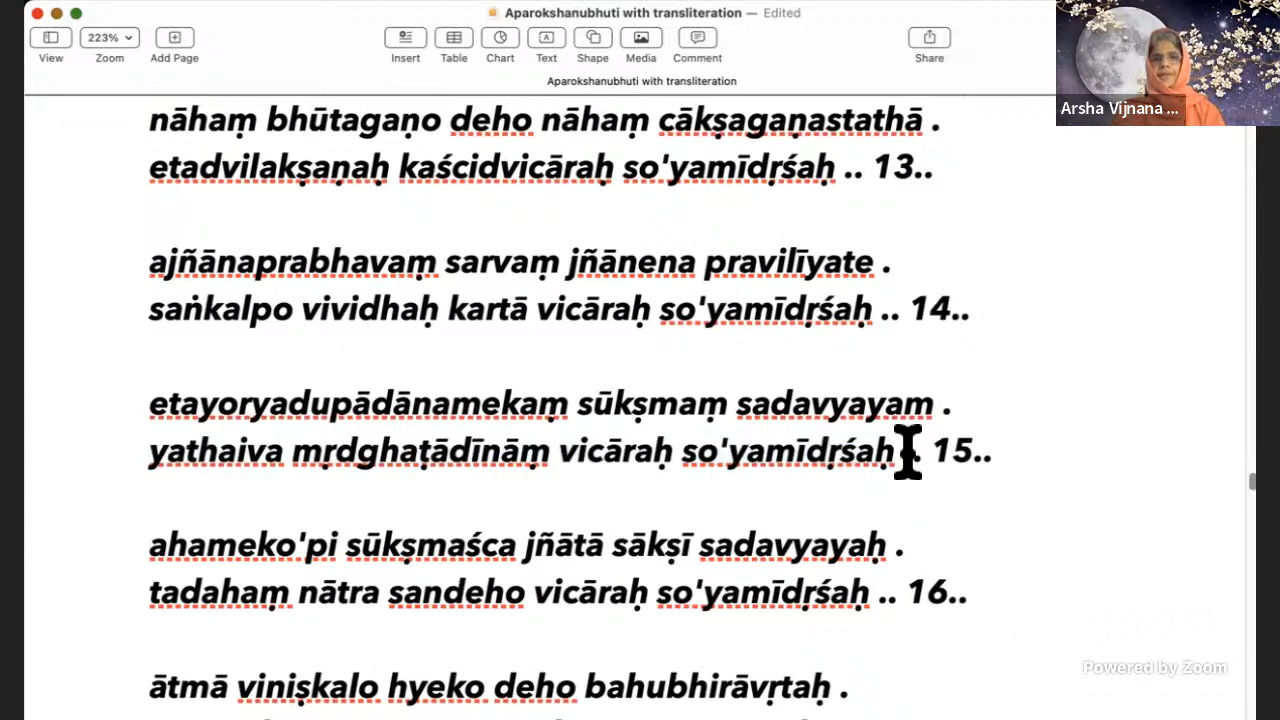 Aparokshanubhuti with transliteration — Edited
223%
View
Zoom
Add Page
Insert
Table
Chart
Text
Shape
Media
Comment
Share
Aparokshanubhuti with transliteration
Arsha Vijnana ...
nāhaṃ bhūtagaṇo deho nāhaṃ cākṣagaṇastathā .
etadvilakṣaṇaḥ kaścidvicāraḥ so'yamīdṛśaḥ .. 13..
ajñānaprabhavaṃ sarvaṃ jñānena pravilīyate .
saṅkalpo vividhaḥ kartā vicāraḥ so'yamīdṛśaḥ .. 14..
etayoryadupādānamekaṃ sūkṣmaṃ sadavyayam .
yathaiva mṛdghaṭādīnāṃ vicāraḥ so'yamīdṛśaḥ .. 15..
ahameko'pi sūkṣmaśca jñātā sākṣī sadavyayaḥ .
tadahaṃ nātra sandeho vicāraḥ so'yamīdṛśaḥ .. 16..
ātmā viniṣkalo hyeko deho bahubhirāvṛtaḥ .
Powered by Zoom